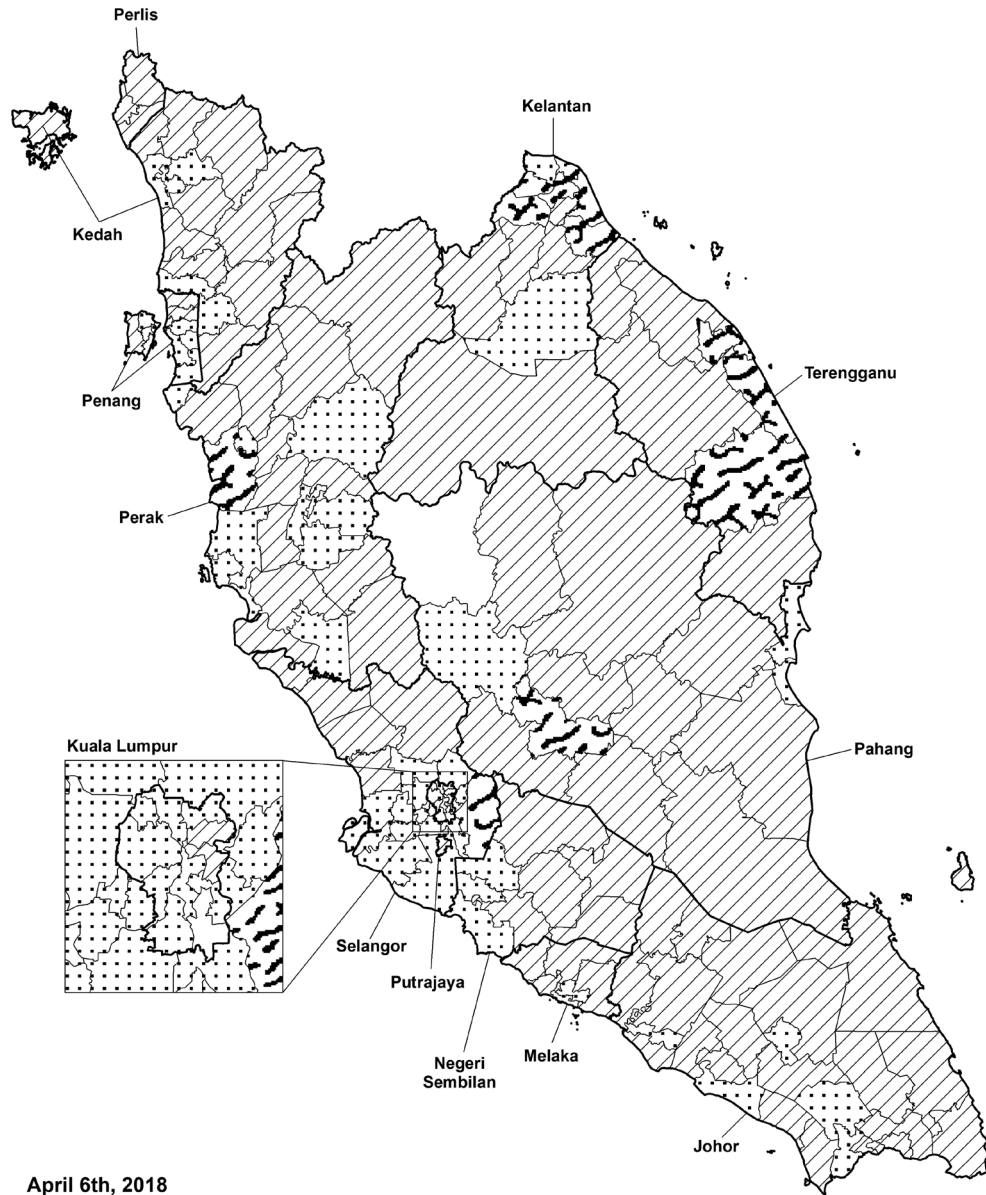 Perlis
Kelantan
Kedah
Penang
Terengganu
Perak
Kuala Lumpur
Pahang
Selangor
Putrajaya
Negeri
Sembilan
Melaka
Johor
April 6th, 2018